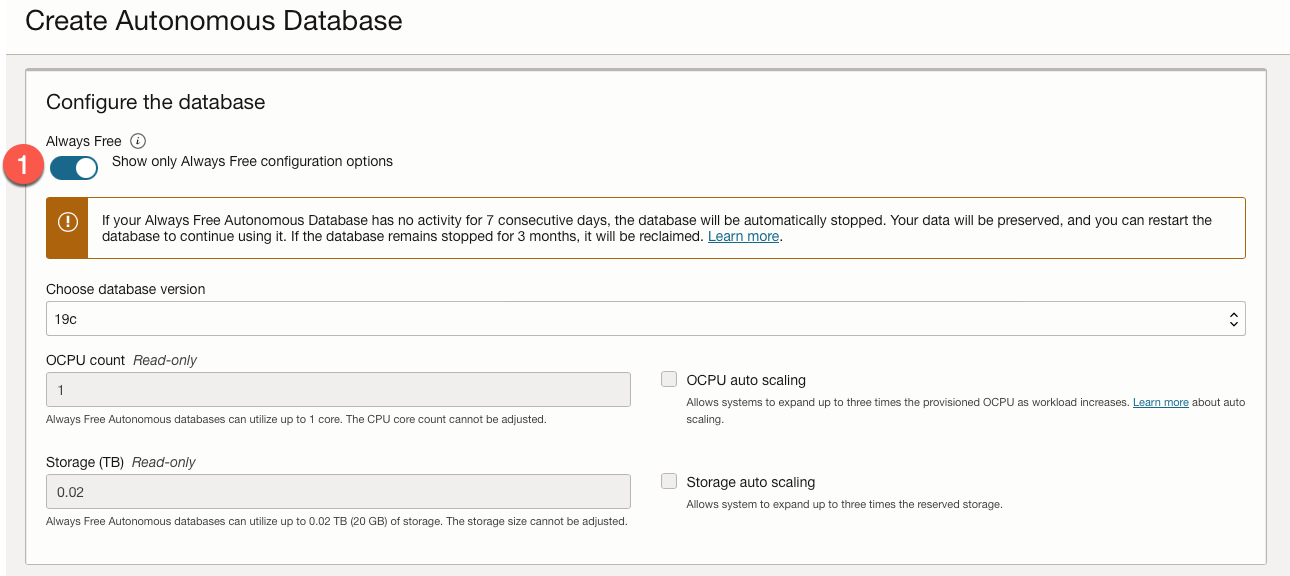 Create Autonomous Database
Configure the database
Always Free
1
Show only Always Free configuration options
If your Always Free Autonomous Database has no activity for 7 consecutive days, the database will be automatically stopped. Your data will be preserved, and you can restart the
database to continue using it. If the database remains stopped for 3 months, it will be reclaimed. Learn more.
Choose database version
19c
OCPU count Read-only
1
Always Free Autonomous databases can utilize up to 1 core. The CPU core count cannot be adjusted.
OCPU auto scaling
Allows systems to expand up to three times the provisioned OCPU as workload increases. Learn more about auto
scaling.
Storage (TB) Read-only
0.02
Always Free Autonomous databases can utilize up to 0.02 TB (20 GB) of storage. The storage size cannot be adjusted.
Storage auto scaling
Allows system to expand up to three times the reserved storage.